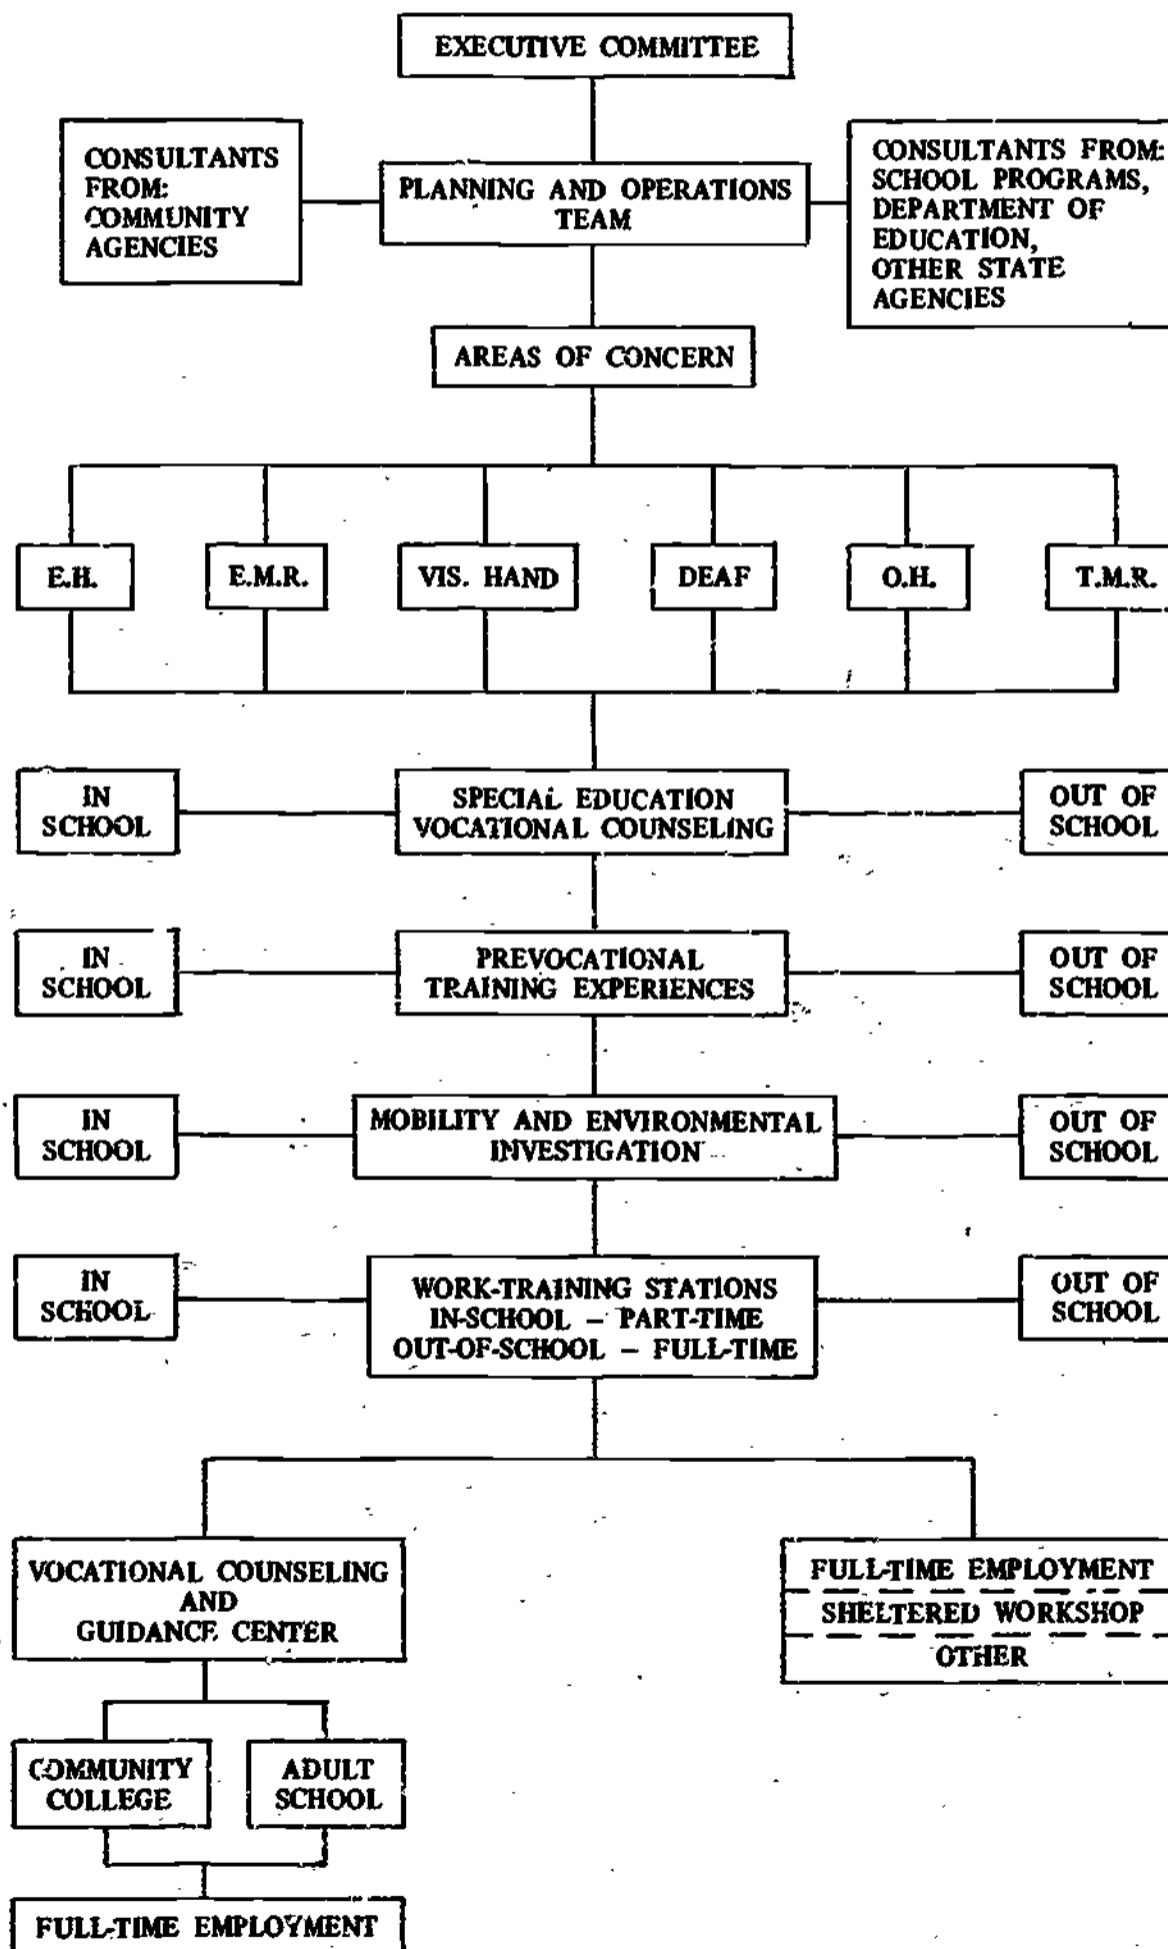 EXECUTIVE COMMITTEE
CONSULTANTS
FROM:
COMMUNITY
AGENCIES
PLANNING AND OPERATIONS
TEAM
CONSULTANTS FROM:
SCHOOL PROGRAMS,
DEPARTMENT OF
EDUCATION,
OTHER STATE
AGENCIES
AREAS OF CONCERN
E.H.
E.M.R.
VIS. HAND
DEAF
O.H.
T.M.R.
IN
SCHOOL
SPECIAL EDUCATION
VOCATIONAL COUNSELING
OUT OF
SCHOOL
IN
SCHOOL
PREVOCATIONAL
TRAINING EXPERIENCES
OUT OF
SCHOOL
IN
SCHOOL
MOBILITY AND ENVIRONMENTAL
INVESTIGATION
OUT OF
SCHOOL
IN
SCHOOL
WORK-TRAINING STATIONS
IN-SCHOOL – PART-TIME
OUT-OF-SCHOOL – FULL-TIME
OUT OF
SCHOOL
VOCATIONAL COUNSELING
AND
GUIDANCE CENTER
FULL-TIME EMPLOYMENT
SHELTERED WORKSHOP
OTHER
COMMUNITY
COLLEGE
ADULT
SCHOOL
FULL-TIME EMPLOYMENT